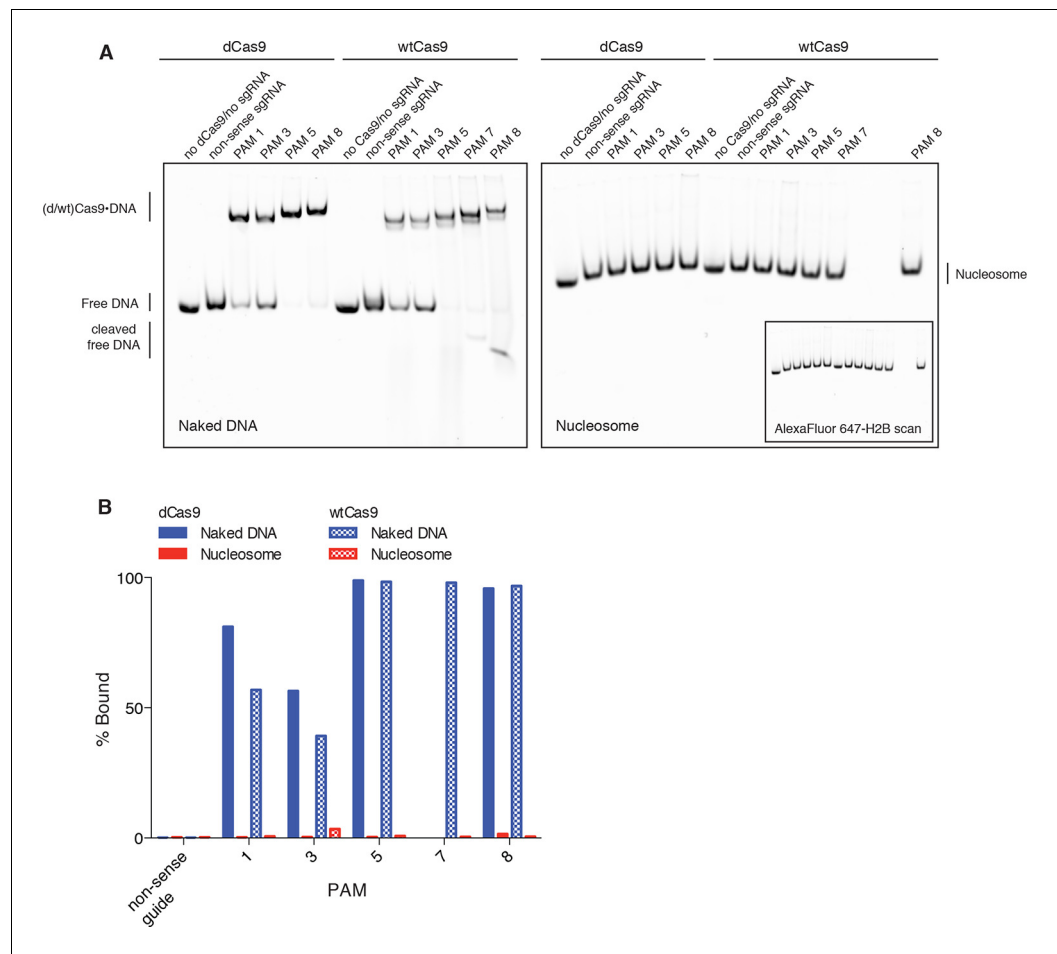 A
dCas9
wtCas9
dCas9
wtCas9
no dCas9/no sgRNA
non-sense sgRNA
PAM 1
PAM 3
PAM 5
PAM 8
no Cas9/no sgRNA
non-sense sgRNA
PAM 1
PAM 3
PAM 5
PAM 7
PAM 8
no dCas9/no sgRNA
non-sense sgRNA
PAM 1
PAM 3
PAM 5
PAM 8
no Cas9/no sgRNA
non-sense sgRNA
PAM 1
PAM 3
PAM 5
PAM 7
PAM 8
(d/wt)Cas9•DNA
Free DNA
cleaved
free DNA
Naked DNA
Nucleosome
Nucleosome
AlexaFluor 647-H2B scan
B
dCas9
Naked DNA
Nucleosome
wtCas9
Naked DNA
Nucleosome
% Bound
100
50
0
non-sense
guide
1
3
5
7
8
PAM